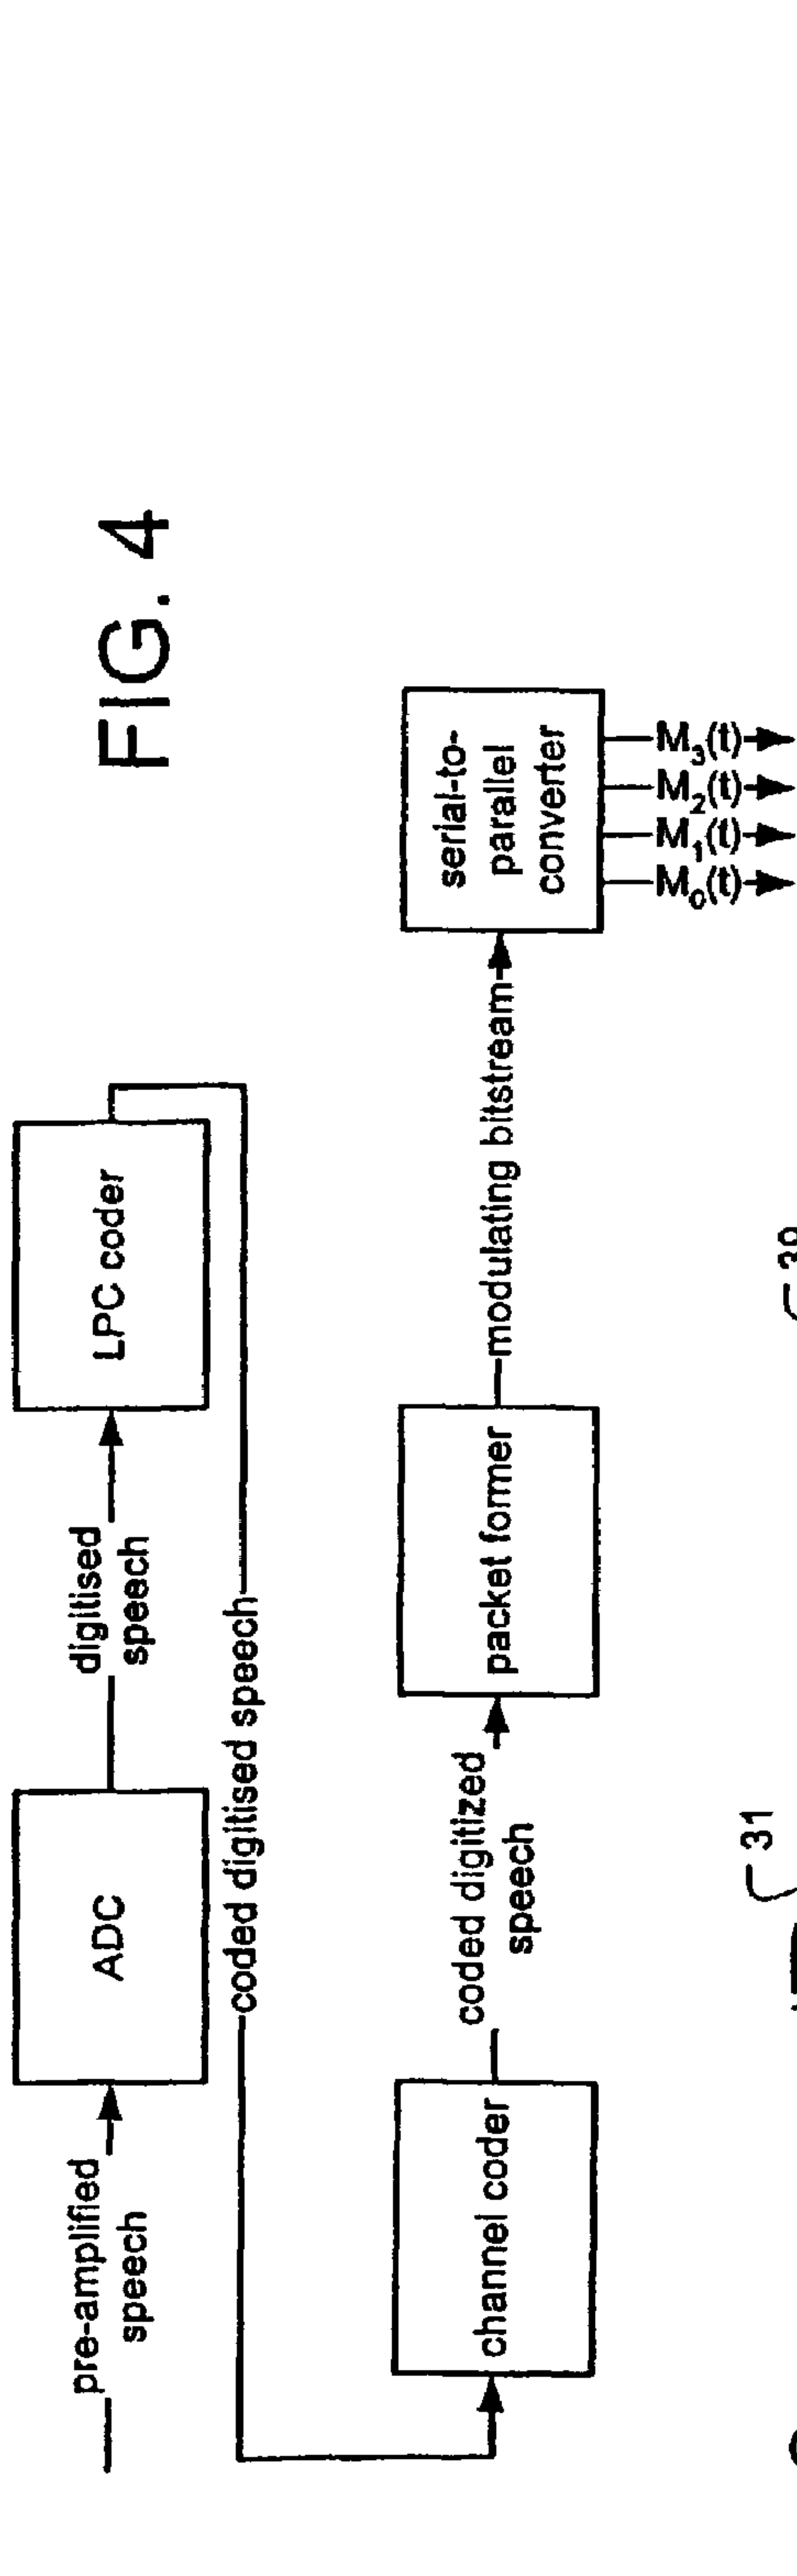 FIG. 4
pre-amplified
speech
ADC
digitised
speech
LPC coder
coded digitised speech
channel coder
coded digitized
speech
packet former
modulating bitstream
serial-to-
parallel
converter
M₀(t)
M₁(t)
M₂(t)
M₃(t)
31